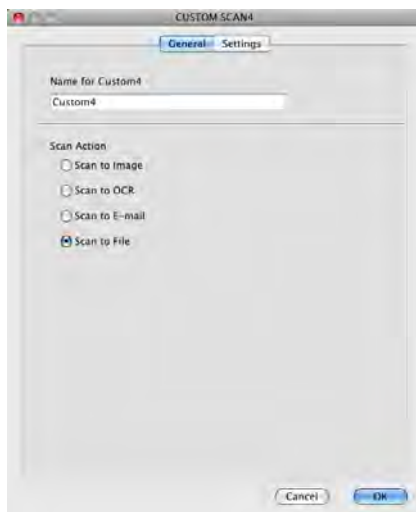 CUSTOM SCAN4
General Settings
Name for Custom4
Custom4
Scan Action
Scan to Image
Scan to OCR
Scan to E-mail
Scan to File
Cancel OK